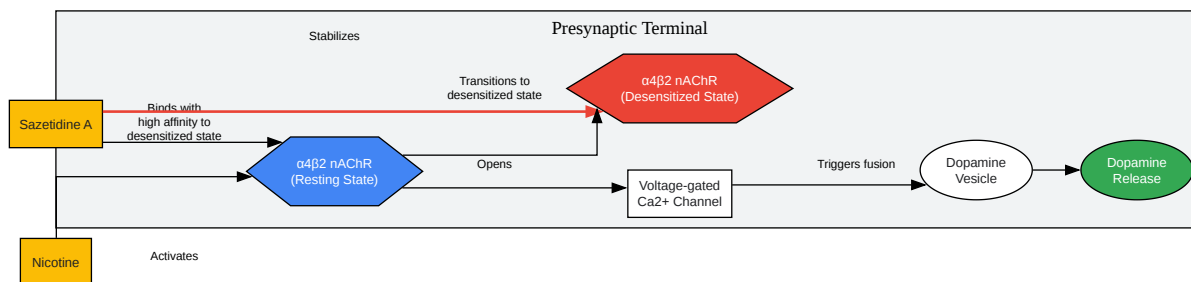 Presynaptic Terminal
Stabilizes
α4β2 nAChR
(Desensitized State)
Transitions to
desensitized state
Sazetidine A
Binds with
high affinity to
desensitized state
α4β2 nAChR
(Resting State)
Opens
Voltage-gated
Ca2+ Channel
Triggers fusion
Dopamine
Vesicle
Dopamine
Release
Nicotine
Activates